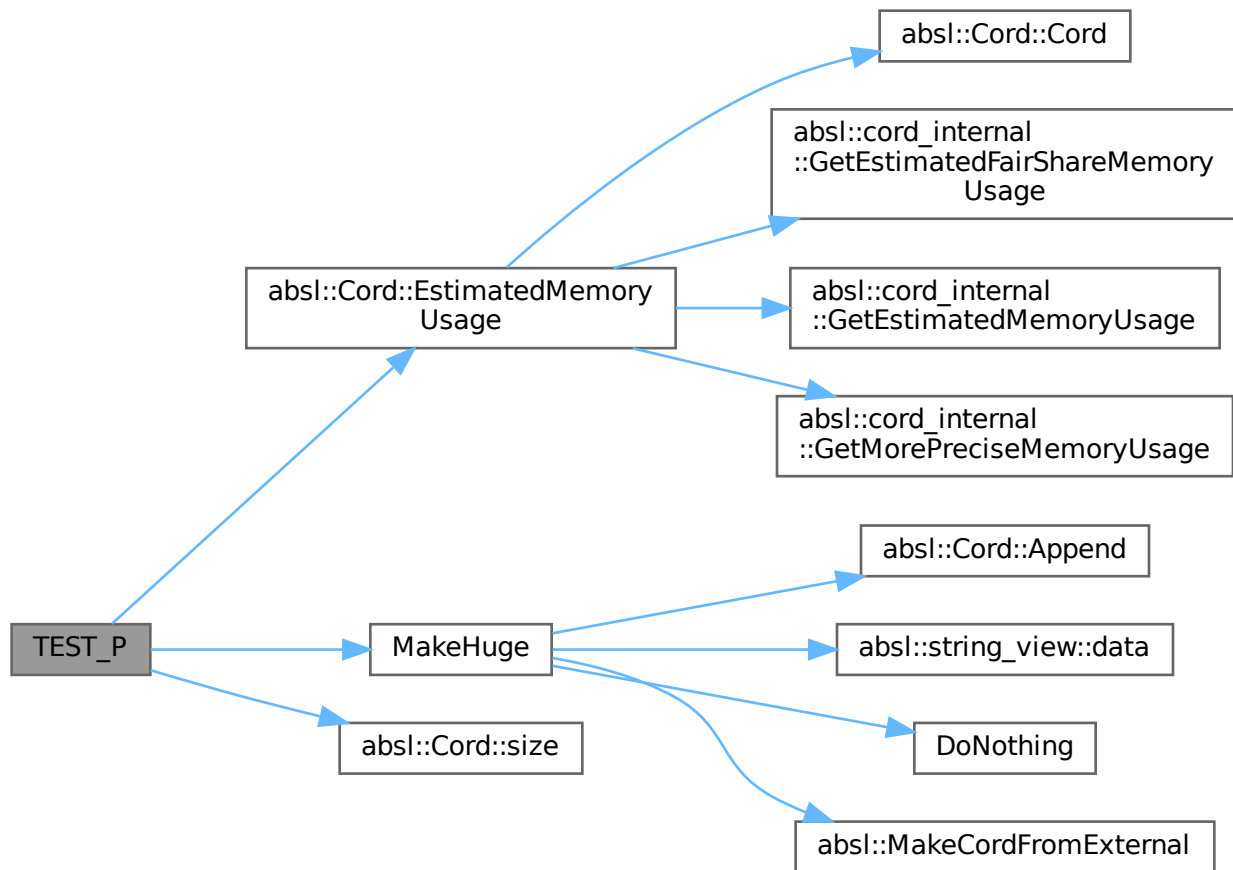 absl::Cord::Cord
absl::cord_internal
::GetEstimatedFairShareMemory
Usage
absl::Cord::EstimatedMemory
Usage
absl::cord_internal
::GetEstimatedMemoryUsage
absl::cord_internal
::GetMorePreciseMemoryUsage
TEST_P
MakeHuge
absl::Cord::size
absl::Cord::Append
absl::string_view::data
DoNothing
absl::MakeCordFromExternal